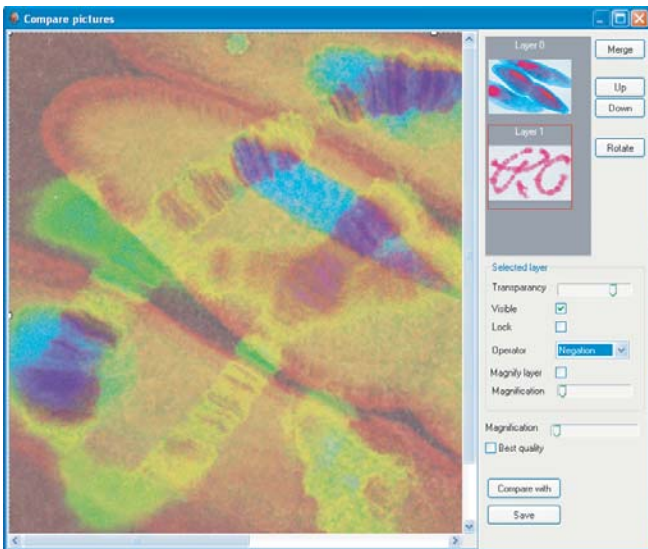 Compare pictures
Layer 0
Merge
Up
Down
Layer 1
Rotate
Selected layer
Transparancy
Visible
Lock
Operator
Negation
Magnify layer
Magnification
Magnification
Best quality
Compare with
Save